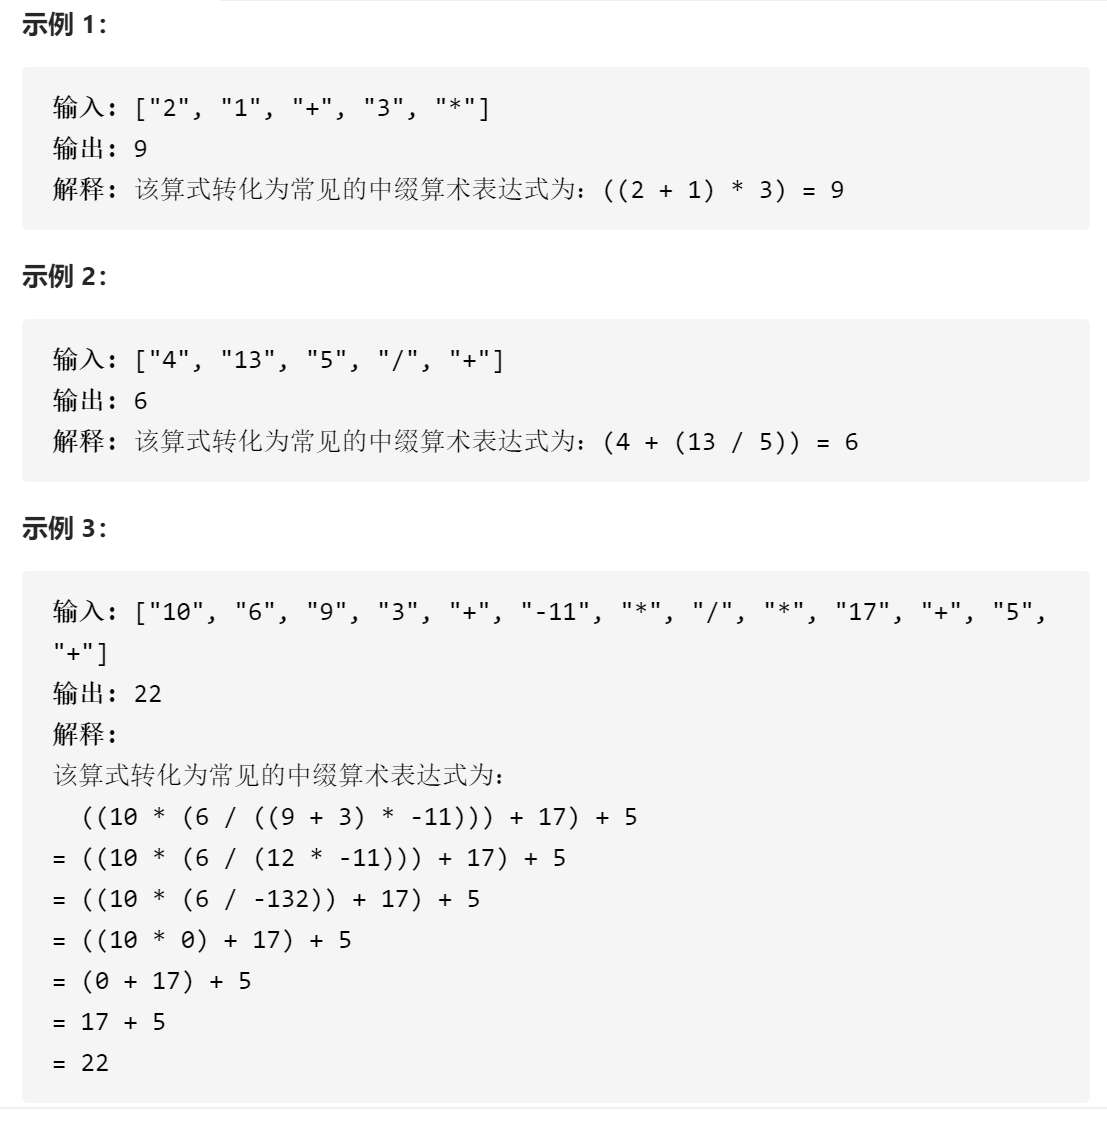 示例 1：
输入：["2", "1", "+", "3", "*"]
输出：9
解释：该算式转化为常见的中缀算术表达式为：((2 + 1) * 3) = 9
示例 2：
输入：["4", "13", "5", "/", "+"]
输出：6
解释：该算式转化为常见的中缀算术表达式为：(4 + (13 / 5)) = 6
示例 3：
输入：["10", "6", "9", "3", "+", "-11", "*", "/", "*", "17", "+", "5",
"+"]
输出：22
解释：
该算式转化为常见的中缀算术表达式为：
  ((10 * (6 / ((9 + 3) * -11))) + 17) + 5
= ((10 * (6 / (12 * -11))) + 17) + 5
= ((10 * (6 / -132)) + 17) + 5
= ((10 * 0) + 17) + 5
= (0 + 17) + 5
= 17 + 5
= 22